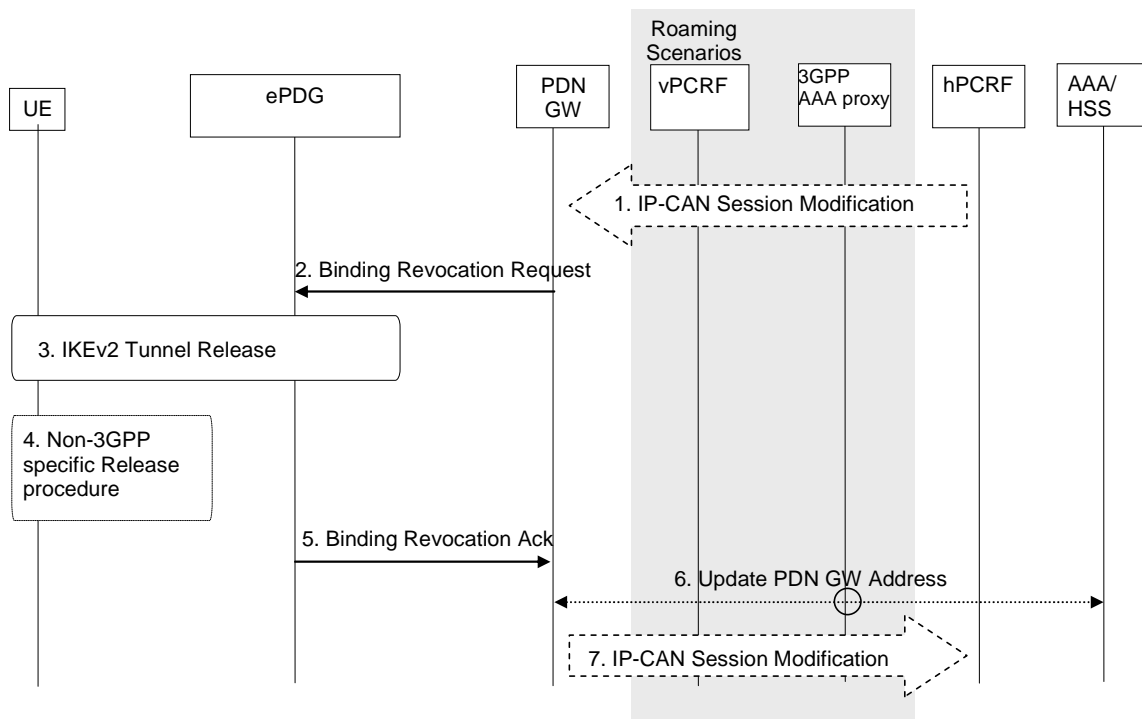 Roaming
Scenarios
UE
ePDG
PDN
GW
vPCRF
3GPP
AAA proxy
hPCRF
AAA/
HSS
1. IP-CAN Session Modification
2. Binding Revocation Request
3. IKEv2 Tunnel Release
4. Non-3GPP
specific Release
procedure
5. Binding Revocation Ack
6. Update PDN GW Address
7. IP-CAN Session Modification